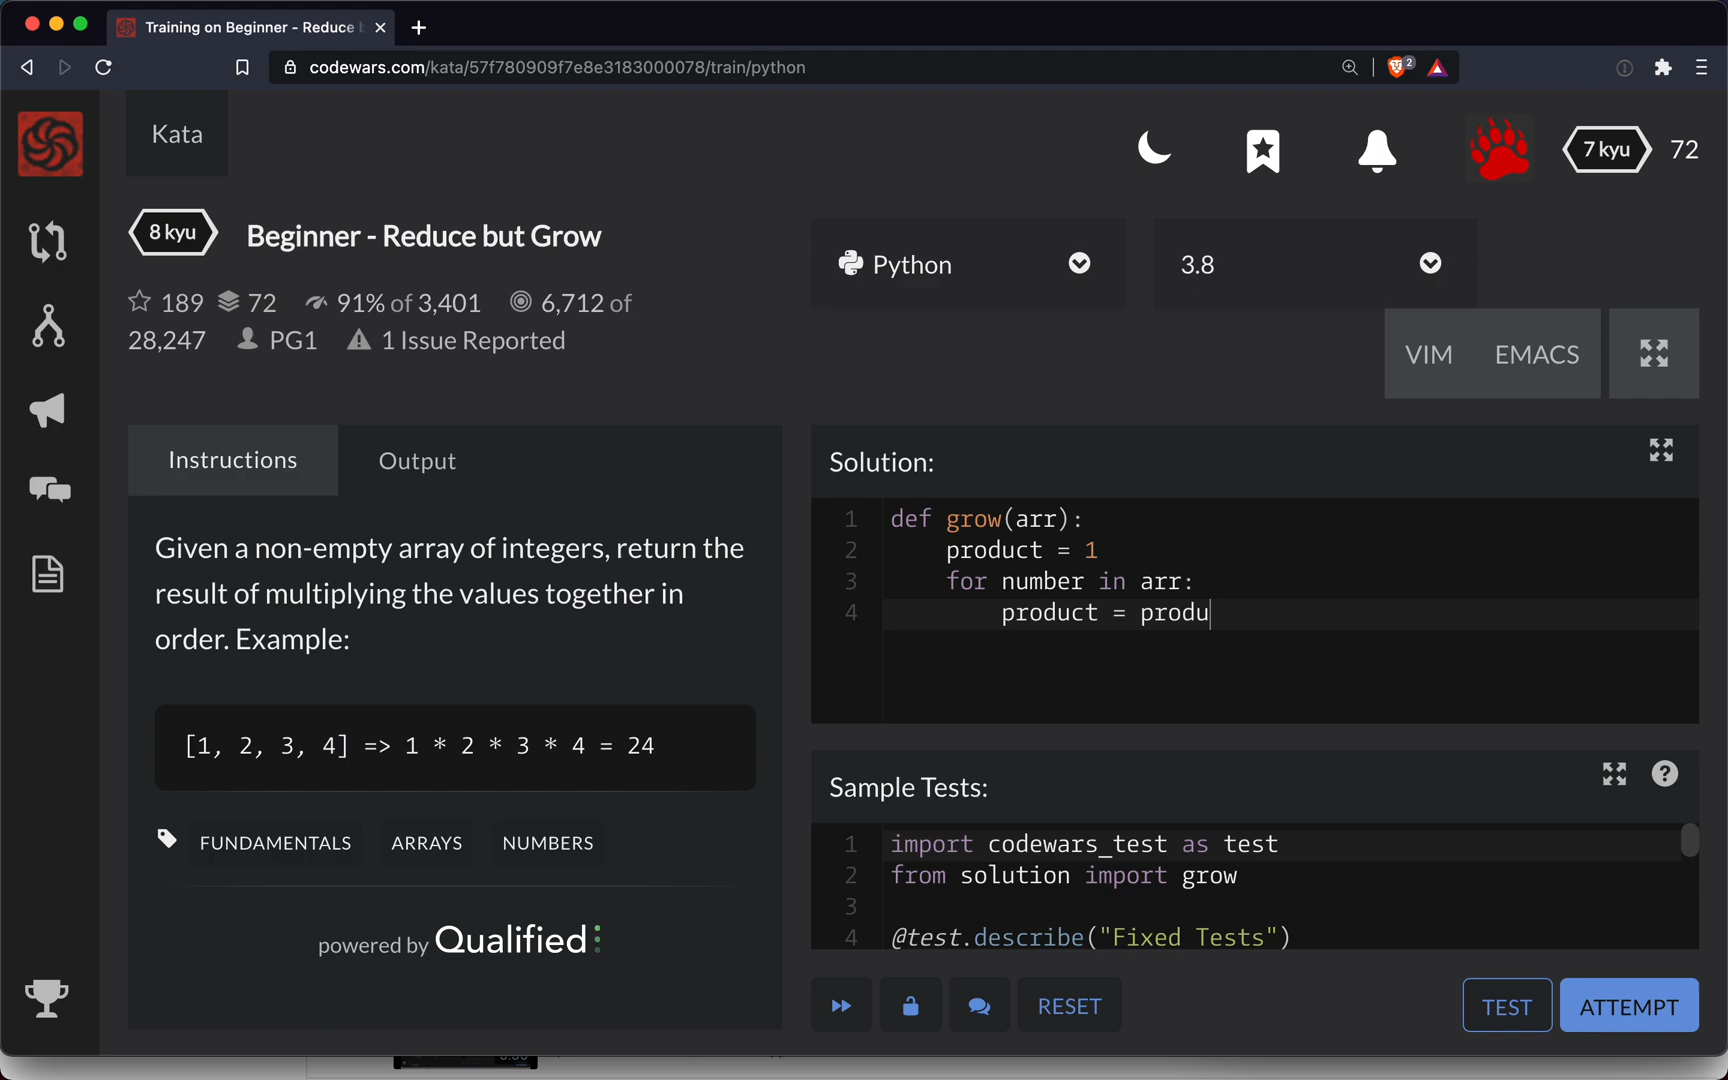 Training on Beginner - Reduce
codewars.com/kata/57f780909f7e8e3183000078/train/python
2
Kata
7 kyu
72
8 kyu
Beginner - Reduce but Grow
189 72 91% of 3,401 6,712 of
28,247 PG1 1 Issue Reported
Python
3.8
VIM
EMACS
Instructions
Output
Given a non-empty array of integers, return the
result of multiplying the values together in
order. Example:
[1, 2, 3, 4] => 1 * 2 * 3 * 4 = 24
FUNDAMENTALS ARRAYS NUMBERS
powered by Qualified
Solution:
1 def grow(arr):
2 product = 1
3 for number in arr:
4 product = produ
Sample Tests:
1 import codewars_test as test
2 from solution import grow
3
4 @test.describe("Fixed Tests")
RESET
TEST
ATTEMPT